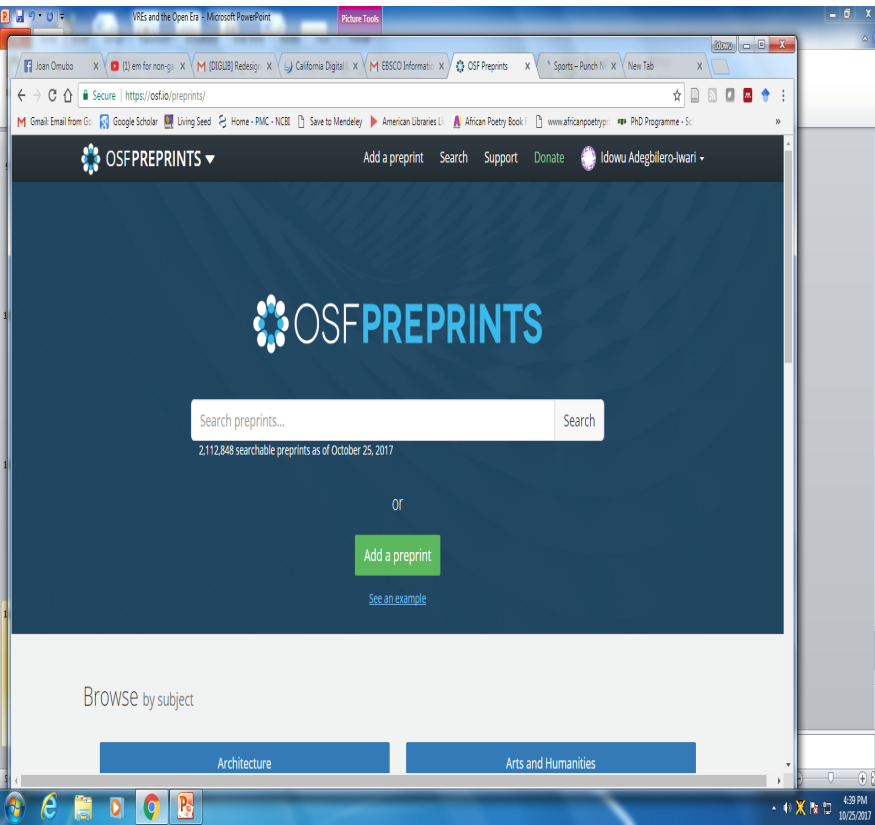 VREs and the Open Era - Microsoft PowerPoint
Picture Tools
Idowu
Joan Omubo
(1) em for non-ga
[DIGLIB] Redesign
California Digital
EBSCO Informatio
OSF Preprints
Sports – Punch N
New Tab
Secure | https://osf.io/preprints/
Gmail: Email from Go
Google Scholar
Living Seed
Home - PMC - NCBI
Save to Mendeley
American Libraries Li
African Poetry Book F
www.africanpoetrypr
PhD Programme - Sc
»
OSFPREPRINTS
Add a preprint Search Support Donate Idowu Adegbilero-Iwari
OSFPREPRINTS
Search preprints... Search
2,112,848 searchable preprints as of October 25, 2017
or
Add a preprint
See an example
Browse by subject
Architecture Arts and Humanities
4:39 PM
10/25/2017